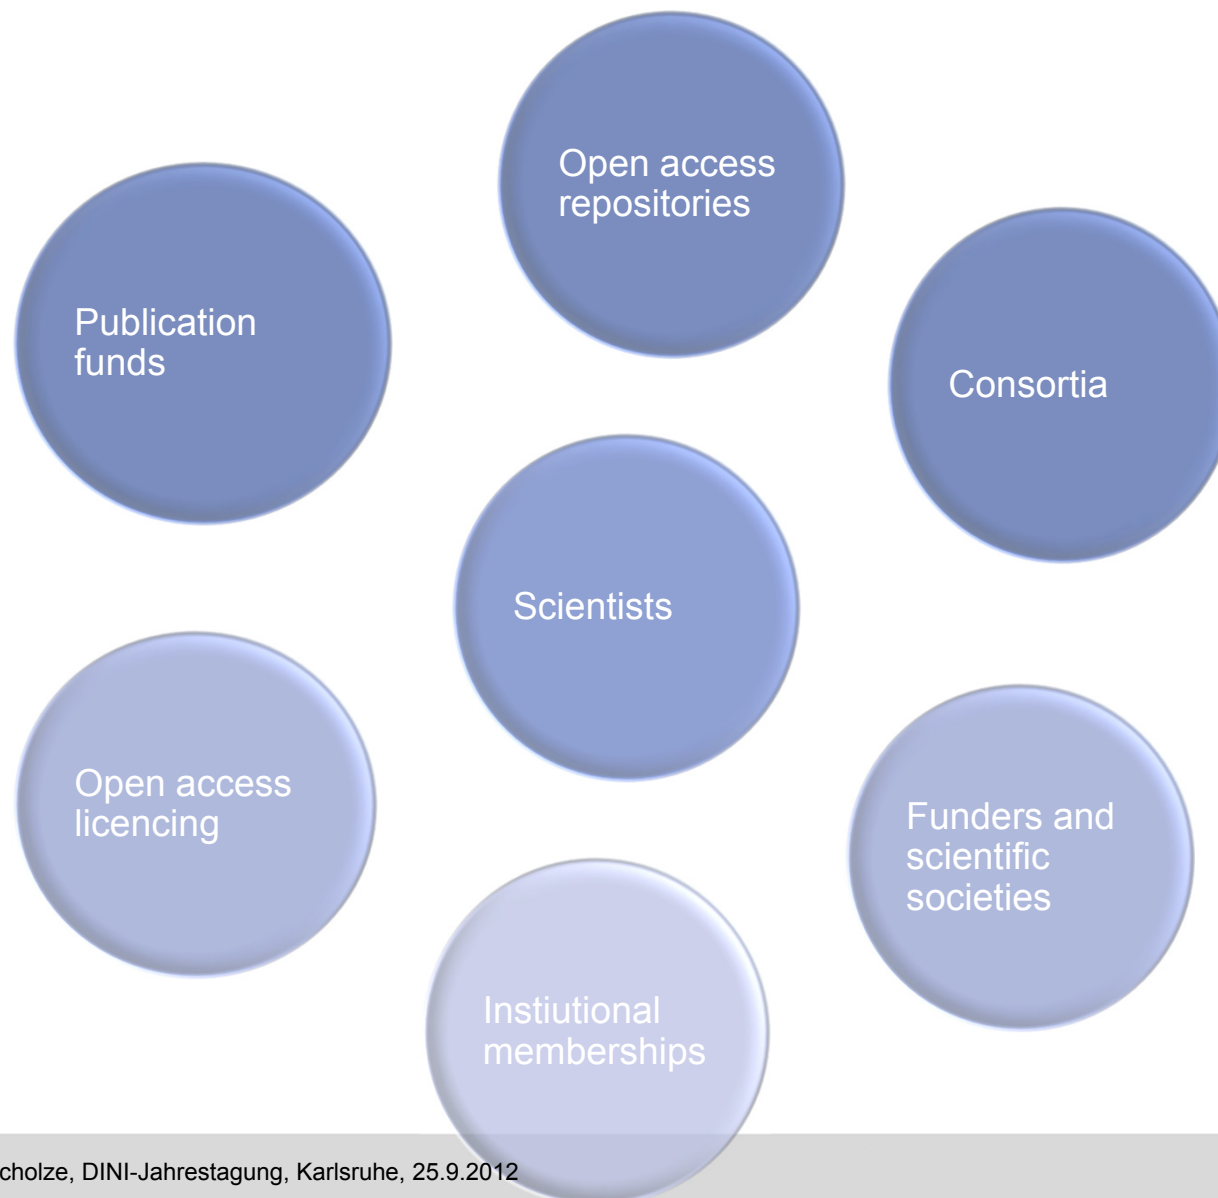 Open access
repositories
Publication
funds
Consortia
Scientists
Open access
licencing
Funders and
scientific
societies
Instiutional
memberships
cholze, DINI-Jahrestagung, Karlsruhe, 25.9.2012